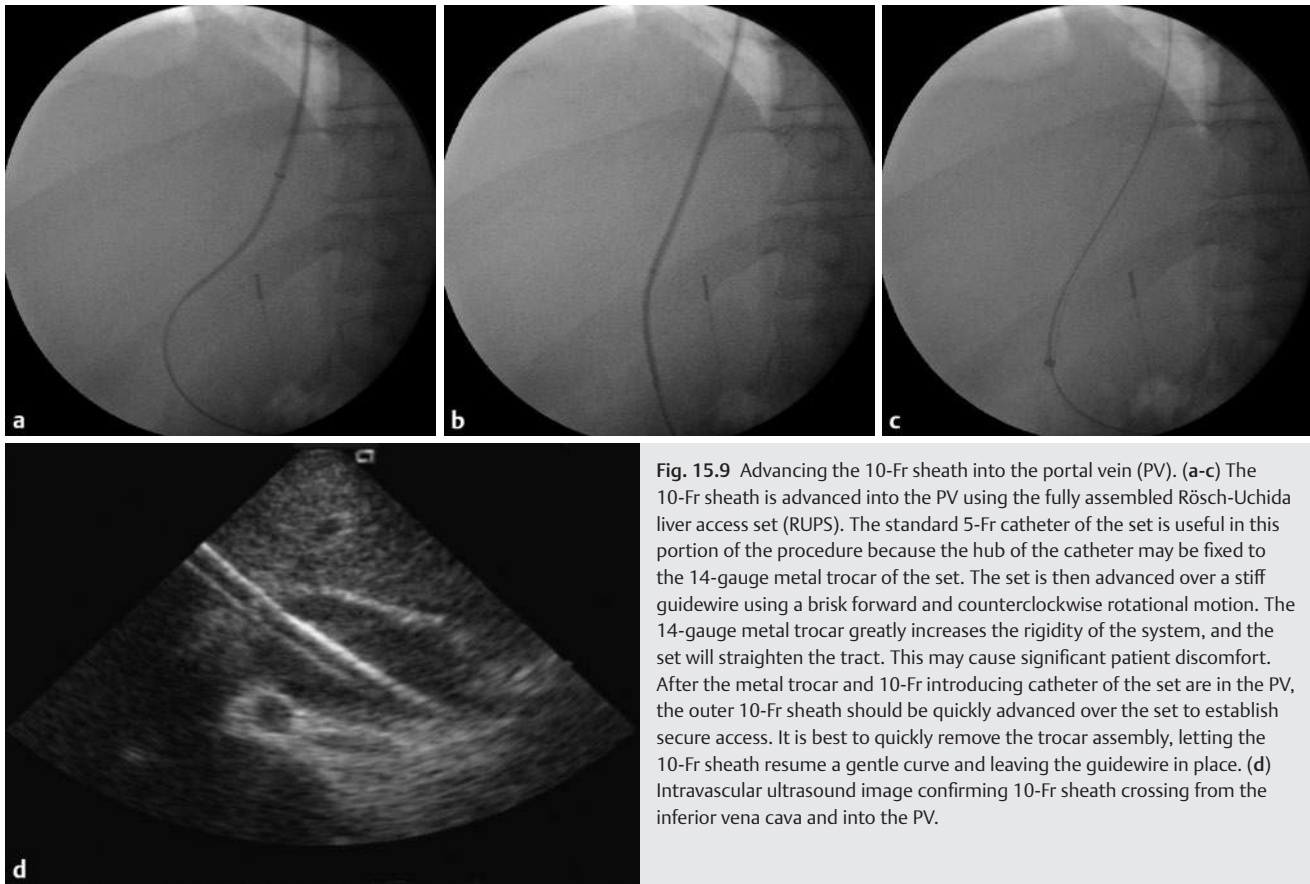 a
b
c
d
Fig. 15.9 Advancing the 10-Fr sheath into the portal vein (PV). (a-c) The
10-Fr sheath is advanced into the PV using the fully assembled Rösch-Uchida
liver access set (RUPS). The standard 5-Fr catheter of the set is useful in this
portion of the procedure because the hub of the catheter may be fixed to
the 14-gauge metal trocar of the set. The set is then advanced over a stiff
guidewire using a brisk forward and counterclockwise rotational motion. The
14-gauge metal trocar greatly increases the rigidity of the system, and the
set will straighten the tract. This may cause significant patient discomfort.
After the metal trocar and 10-Fr introducing catheter of the set are in the PV,
the outer 10-Fr sheath should be quickly advanced over the set to establish
secure access. It is best to quickly remove the trocar assembly, letting the
10-Fr sheath resume a gentle curve and leaving the guidewire in place. (d)
Intravascular ultrasound image confirming 10-Fr sheath crossing from the
inferior vena cava and into the PV.